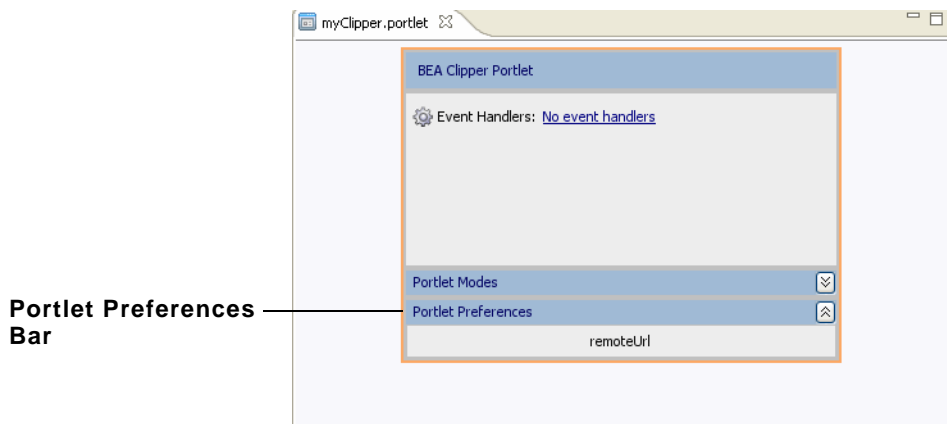 myClipper.portlet
BEA Clipper Portlet
Event Handlers: No event handlers
Portlet Modes
Portlet Preferences
Bar
Portlet Preferences
remoteUrl